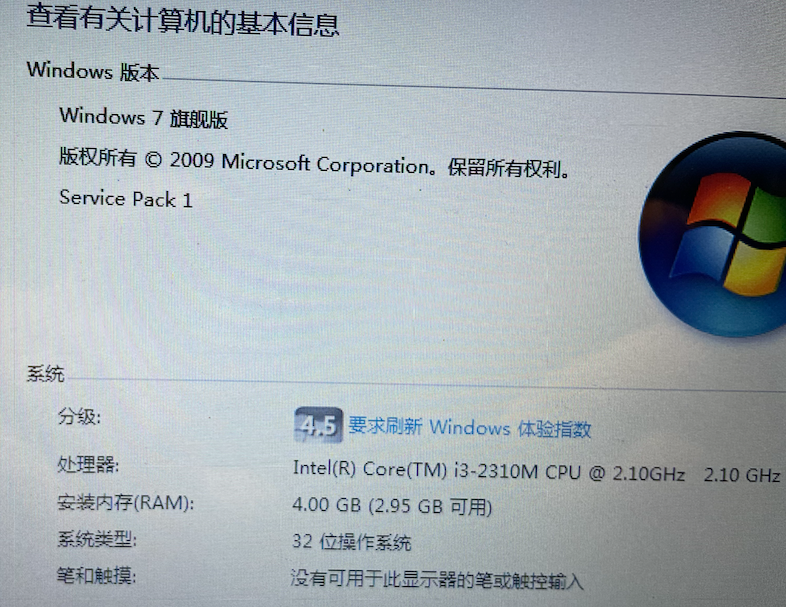 查看有关计算机的基本信息
Windows 版本
Windows 7 旗舰版
版权所有 © 2009 Microsoft Corporation。保留所有权利。
Service Pack 1
系统
分级:
4.5 要求刷新 Windows 体验指数
处理器:
Intel(R) Core(TM) i3-2310M CPU @ 2.10GHz 2.10 GHz
安装内存(RAM):
4.00 GB (2.95 GB 可用)
系统类型:
32 位操作系统
笔和触摸:
没有可用于此显示器的笔或触控输入